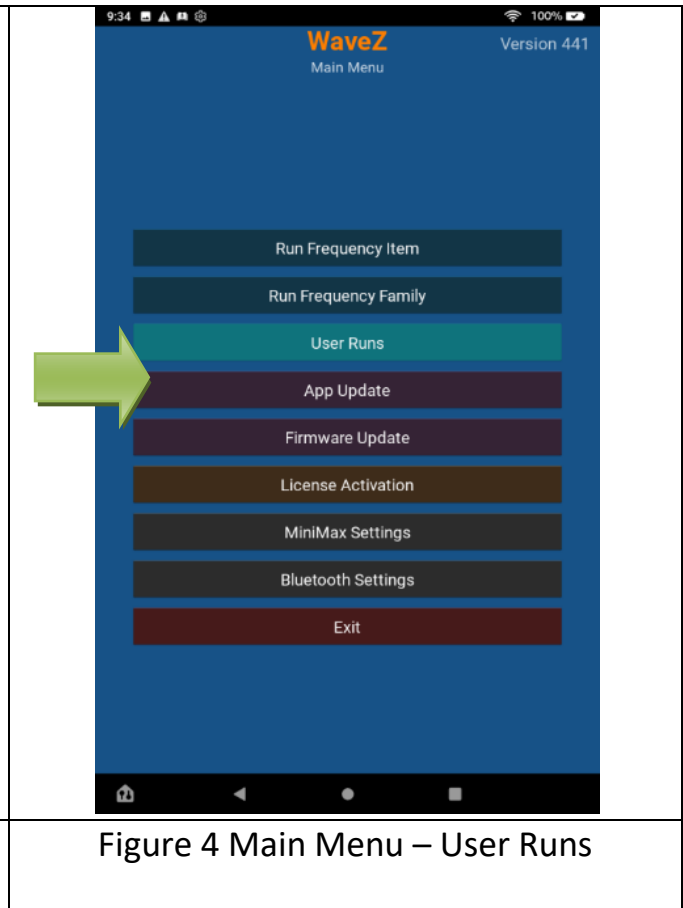 9:34 100%
WaveZ
Version 441
Main Menu
Run Frequency Item
Run Frequency Family
User Runs
App Update
Firmware Update
License Activation
MiniMax Settings
Bluetooth Settings
Exit
Figure 4 Main Menu – User Runs